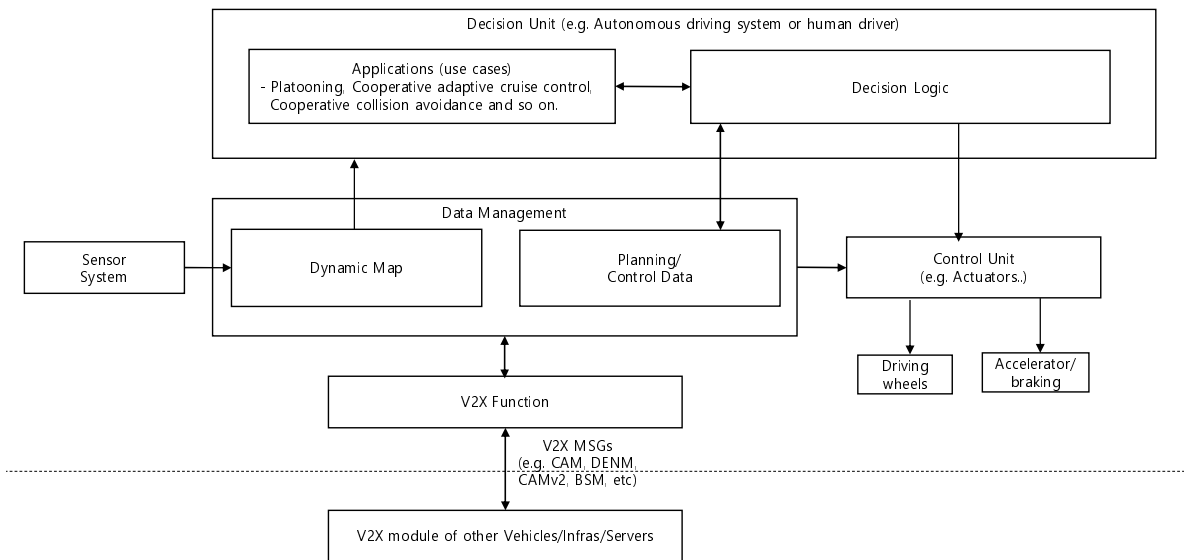 Decision Unit (e.g. Autonomous driving system or human driver)
Applications (use cases)
- Platooning, Cooperative adaptive cruise control,
Cooperative collision avoidance and so on.
Decision Logic
Data Management
Sensor
System
Dynamic Map
Planning/
Control Data
Control Unit
(e.g. Actuators..)
Driving
wheels
Accelerator/
braking
V2X Function
V2X MSGs
(e.g. CAM, DENM,
CAMv2, BSM, etc)
V2X module of other Vehicles/Infras/Servers